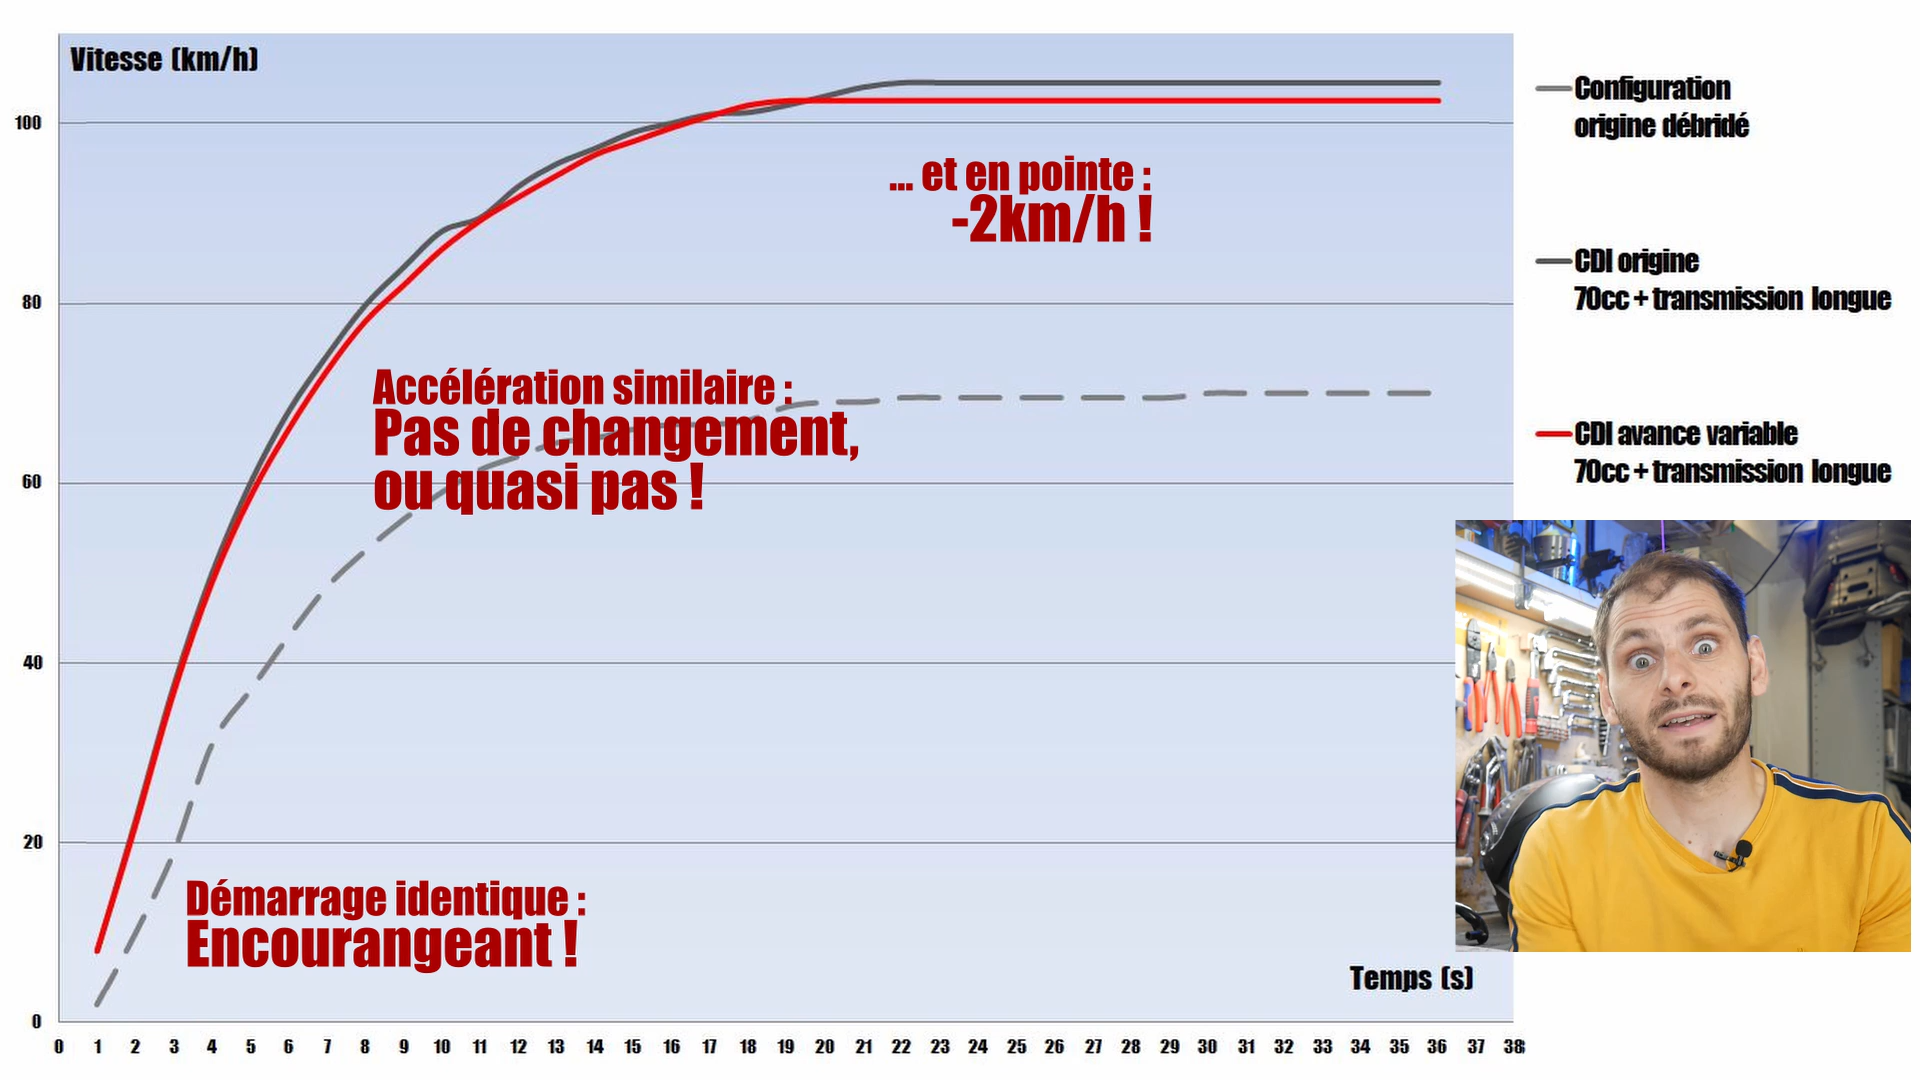 Vitesse (km/h)
100
80
60
40
20
0
0 1 2 3 4 5 6 7 8 9 10 11 12 13 14 15 16 17 18 19 20 21 22 23 24 25 26 27 28 29 30 31 32 33 34 35 36 37 38
Temps (s)
... et en pointe :
-2km/h !
Accélération similaire :
Pas de changement,
ou quasi pas !
Démarrage identique :
Encourangeant !
Configuration
origine débridé
CDI origine
70cc + transmission longue
CDI avance variable
70cc + transmission longue